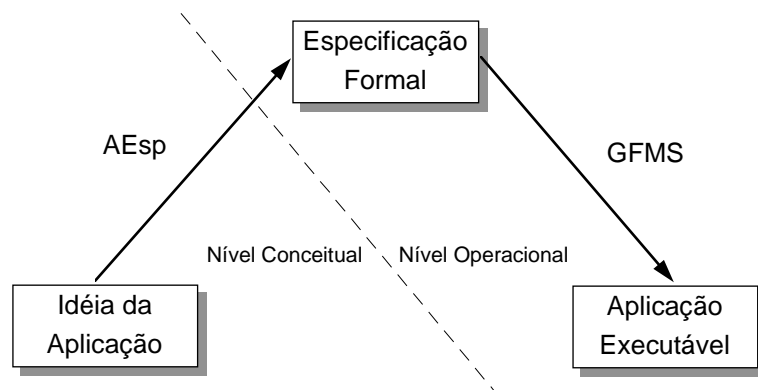 Especificação
Formal
AEsp
GFMS
Nível Conceitual
Nível Operacional
Idéia da
Aplicação
Aplicação
Executável